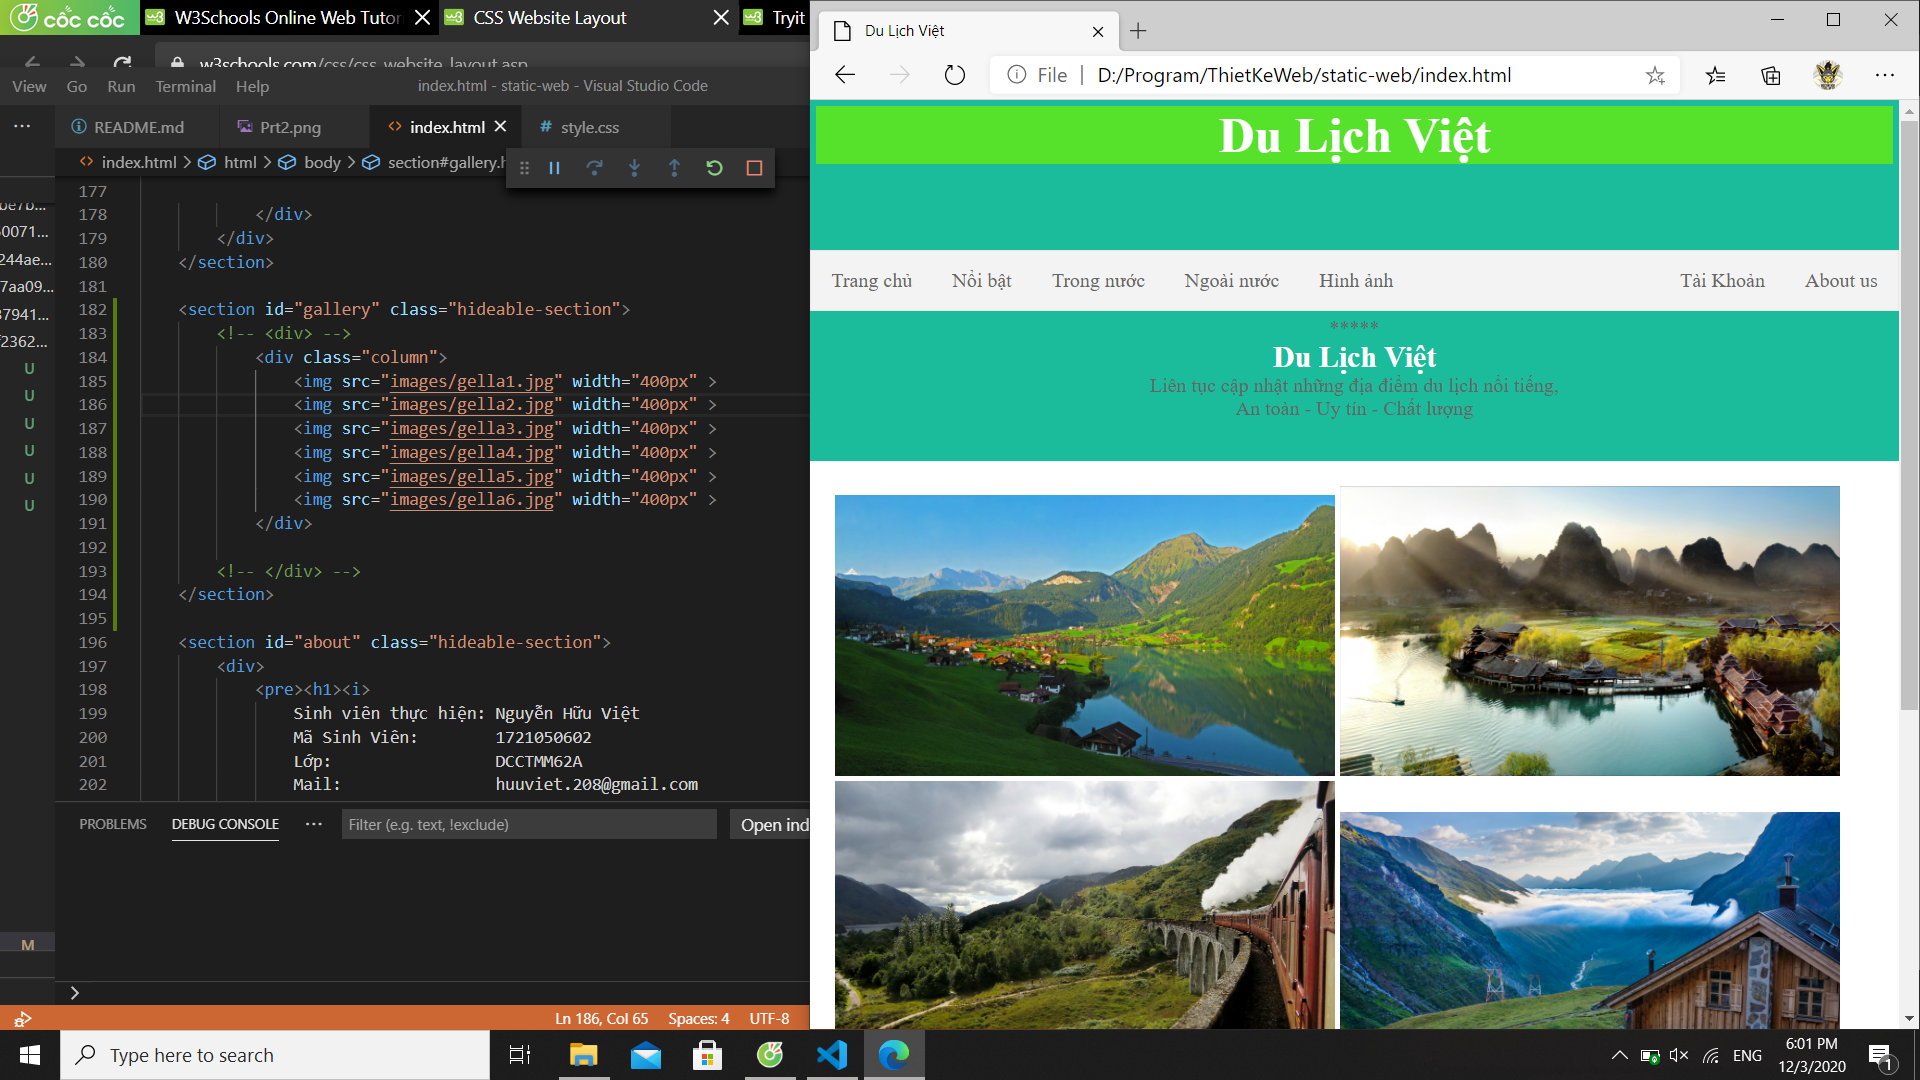 cốc cốc
W3Schools Online Web Tutor
CSS Website Layout
Tryit
w3schools.com/css/css_website_layout.asp
View Go Run Terminal Help
index.html - static-web - Visual Studio Code
README.md
Prt2.png
index.html
style.css
index.html > html > body > section#gallery.h
177
178 </div>
179 </div>
180 </section>
181
182 <section id="gallery" class="hideable-section">
183 <!-- <div> -->
184 <div class="column">
185 <img src="images/gella1.jpg" width="400px" >
186 <img src="images/gella2.jpg" width="400px" >
187 <img src="images/gella3.jpg" width="400px" >
188 <img src="images/gella4.jpg" width="400px" >
189 <img src="images/gella5.jpg" width="400px" >
190 <img src="images/gella6.jpg" width="400px" >
191 </div>
192
193 <!-- </div> -->
194 </section>
195
196 <section id="about" class="hideable-section">
197 <div>
198 <pre><h1><i>
199 Sinh viên thực hiện: Nguyễn Hữu Việt
200 Mã Sinh Viên: 1721050602
201 Lớp: DCCTMM62A
202 Mail: huuviet.208@gmail.com
be7b...
60071...
244ae...
7aa09...
37941...
f2362...
U
U
U
U
U
U
M
PROBLEMS
DEBUG CONSOLE
Filter (e.g. text, !exclude)
Open ind
Ln 186, Col 65
Spaces: 4
UTF-8
Du Lịch Việt
File | D:/Program/ThietKeWeb/static-web/index.html
Du Lịch Việt
Trang chủ
Nổi bật
Trong nước
Ngoài nước
Hình ảnh
Tài Khoản
About us
*****
Du Lịch Việt
Liên tục cập nhật những địa điểm du lịch nổi tiếng,
An toàn - Uy tín - Chất lượng
Type here to search
ENG
6:01 PM
12/3/2020
1